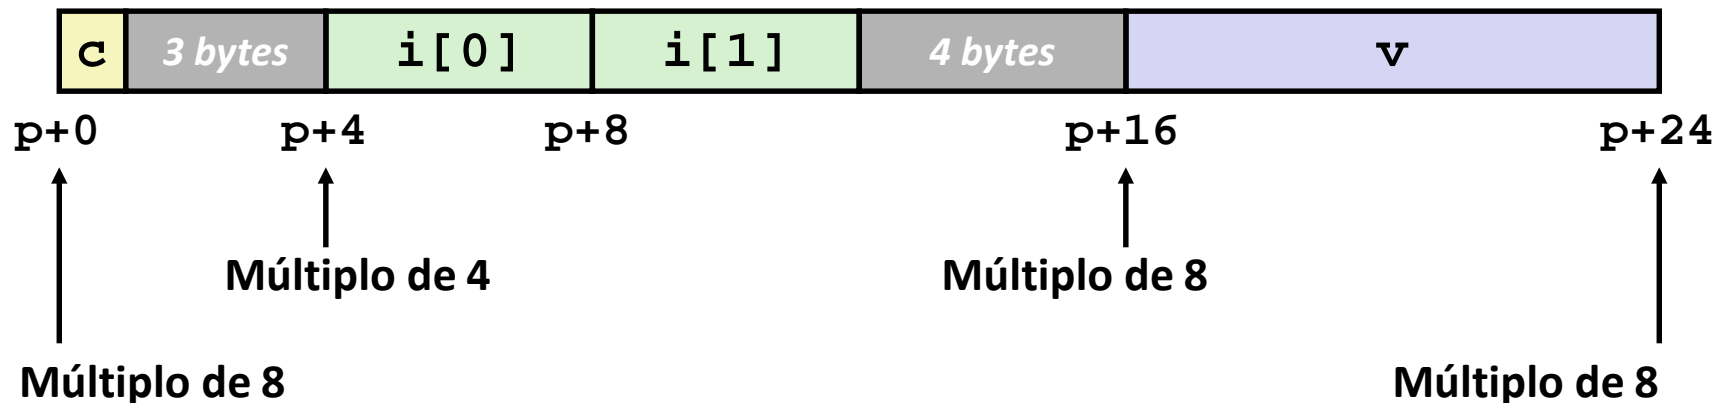 c 3 bytes i[0] i[1] 4 bytes v
p+0 p+4 p+8 p+16 p+24
Múltiplo de 4 Múltiplo de 8
Múltiplo de 8 Múltiplo de 8